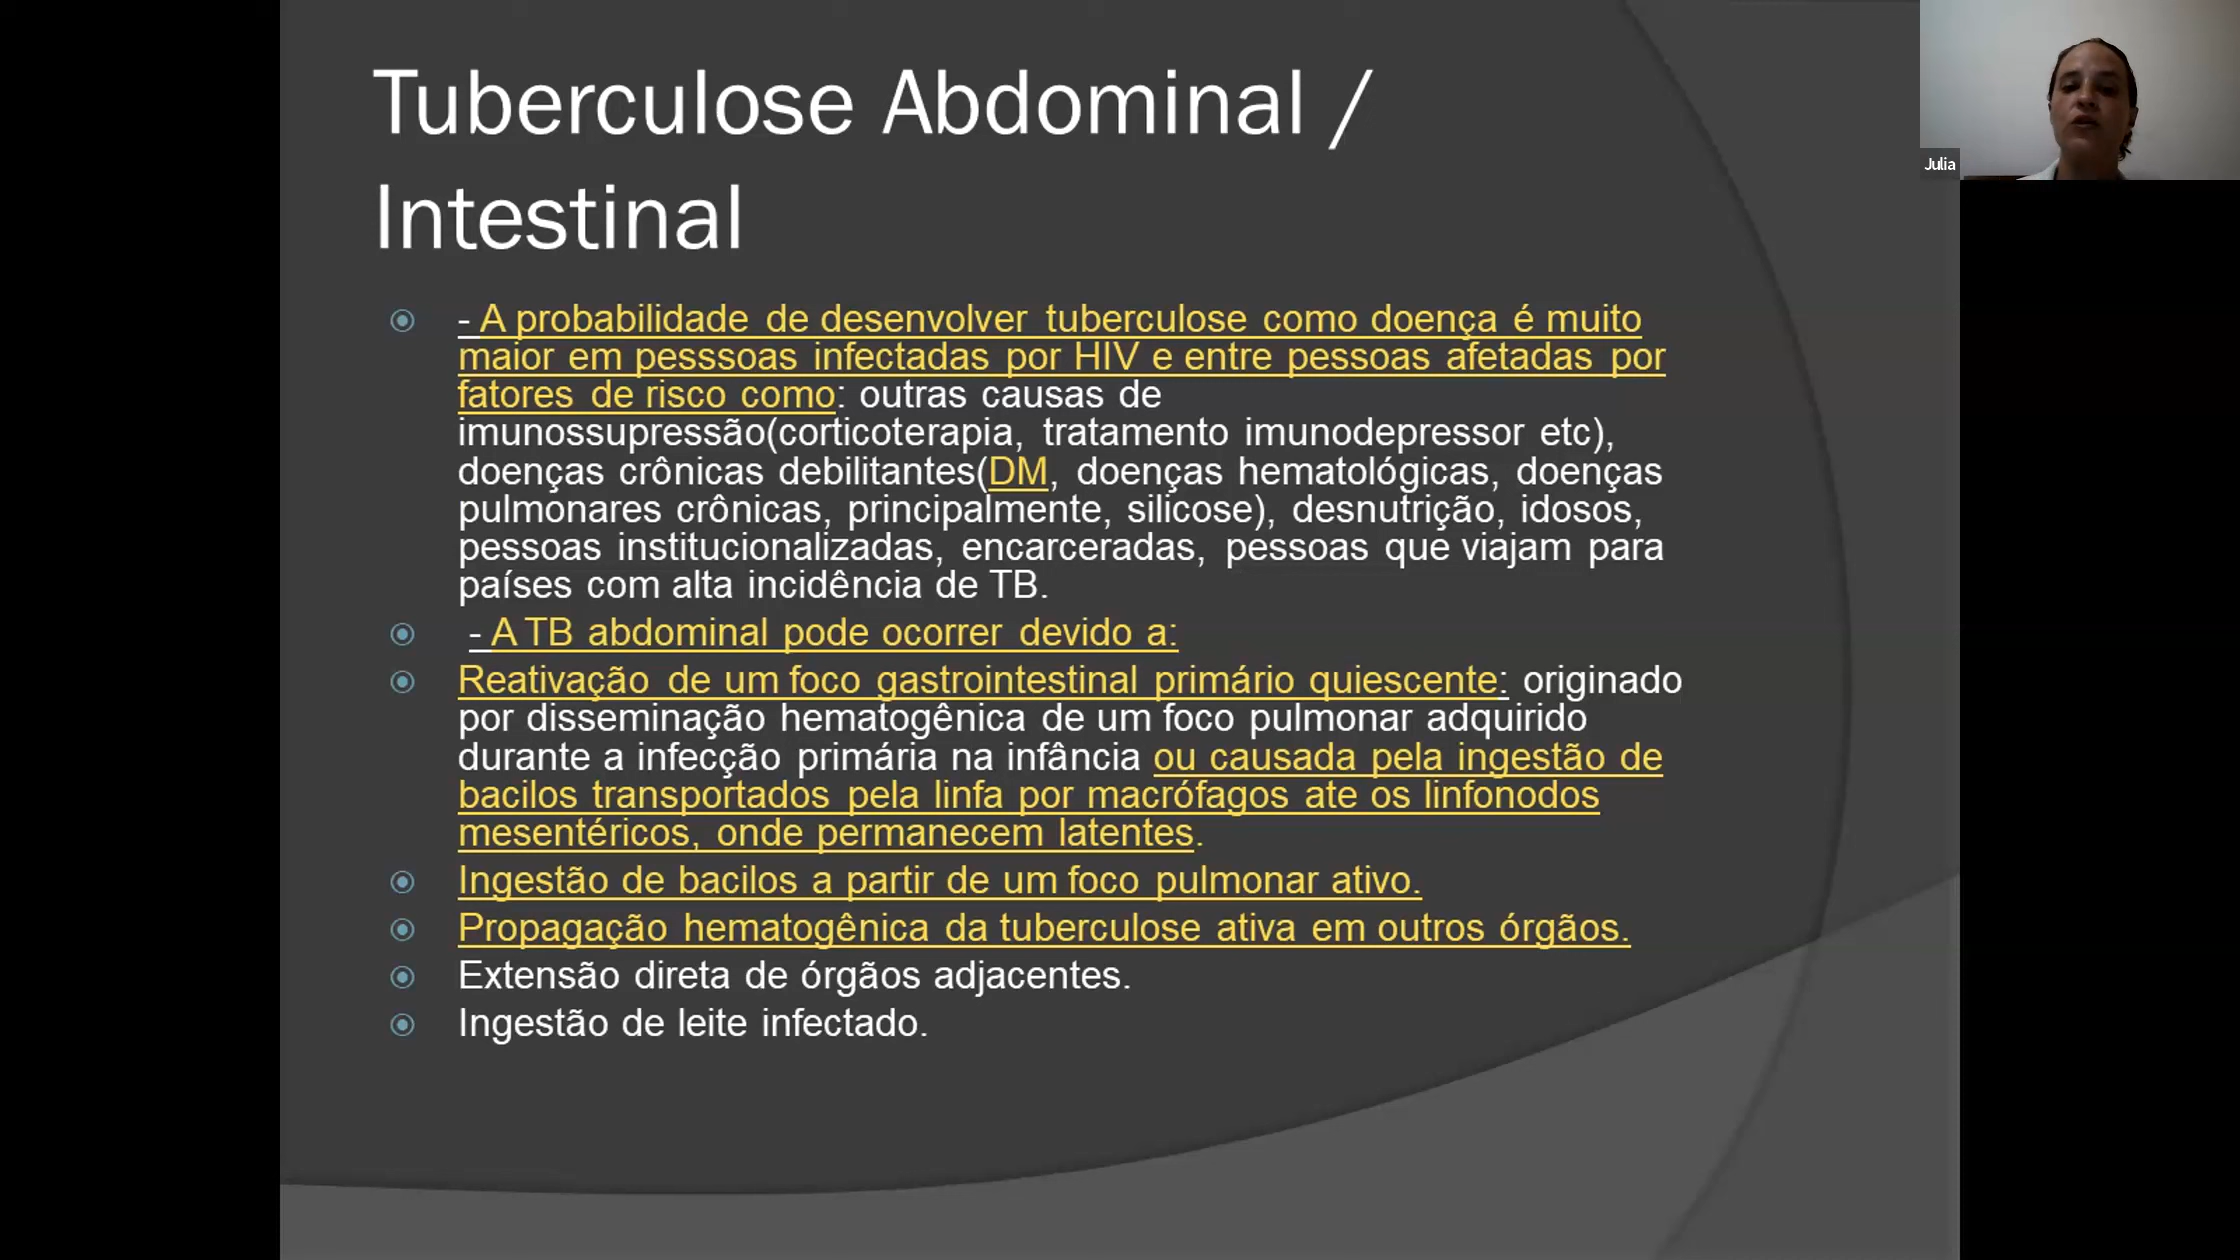 Tuberculose Abdominal /
Intestinal
- A probabilidade de desenvolver tuberculose como doença é muito
maior em pesssoas infectadas por HIV e entre pessoas afetadas por
fatores de risco como: outras causas de
imunossupressão(corticoterapia, tratamento imunodepressor etc),
doenças crônicas debilitantes(DM, doenças hematológicas, doenças
pulmonares crônicas, principalmente, silicose), desnutrição, idosos,
pessoas institucionalizadas, encarceradas, pessoas que viajam para
países com alta incidência de TB.
- A TB abdominal pode ocorrer devido a:
Reativação de um foco gastrointestinal primário quiescente: originado
por disseminação hematogênica de um foco pulmonar adquirido
durante a infecção primária na infância ou causada pela ingestão de
bacilos transportados pela linfa por macrófagos ate os linfonodos
mesentéricos, onde permanecem latentes.
Ingestão de bacilos a partir de um foco pulmonar ativo.
Propagação hematogênica da tuberculose ativa em outros órgãos.
Extensão direta de órgãos adjacentes.
Ingestão de leite infectado.
Julia